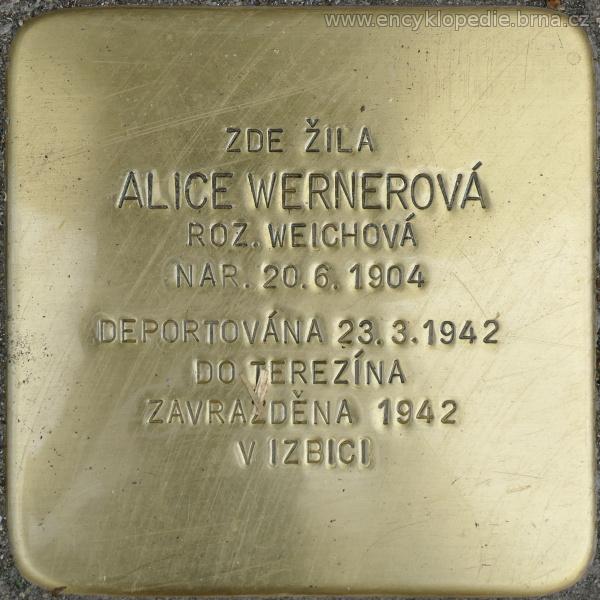 www.encyklopedie.brna.cz
ZDE ŽILA
ALICE WERNEROVÁ
ROZ. WEICHOVÁ
NAR. 20.6.1904
DEPORTOVÁNA 23.3.1942
DO TEREZÍNA
ZAVRAŽDĚNA 1942
V IZBICI